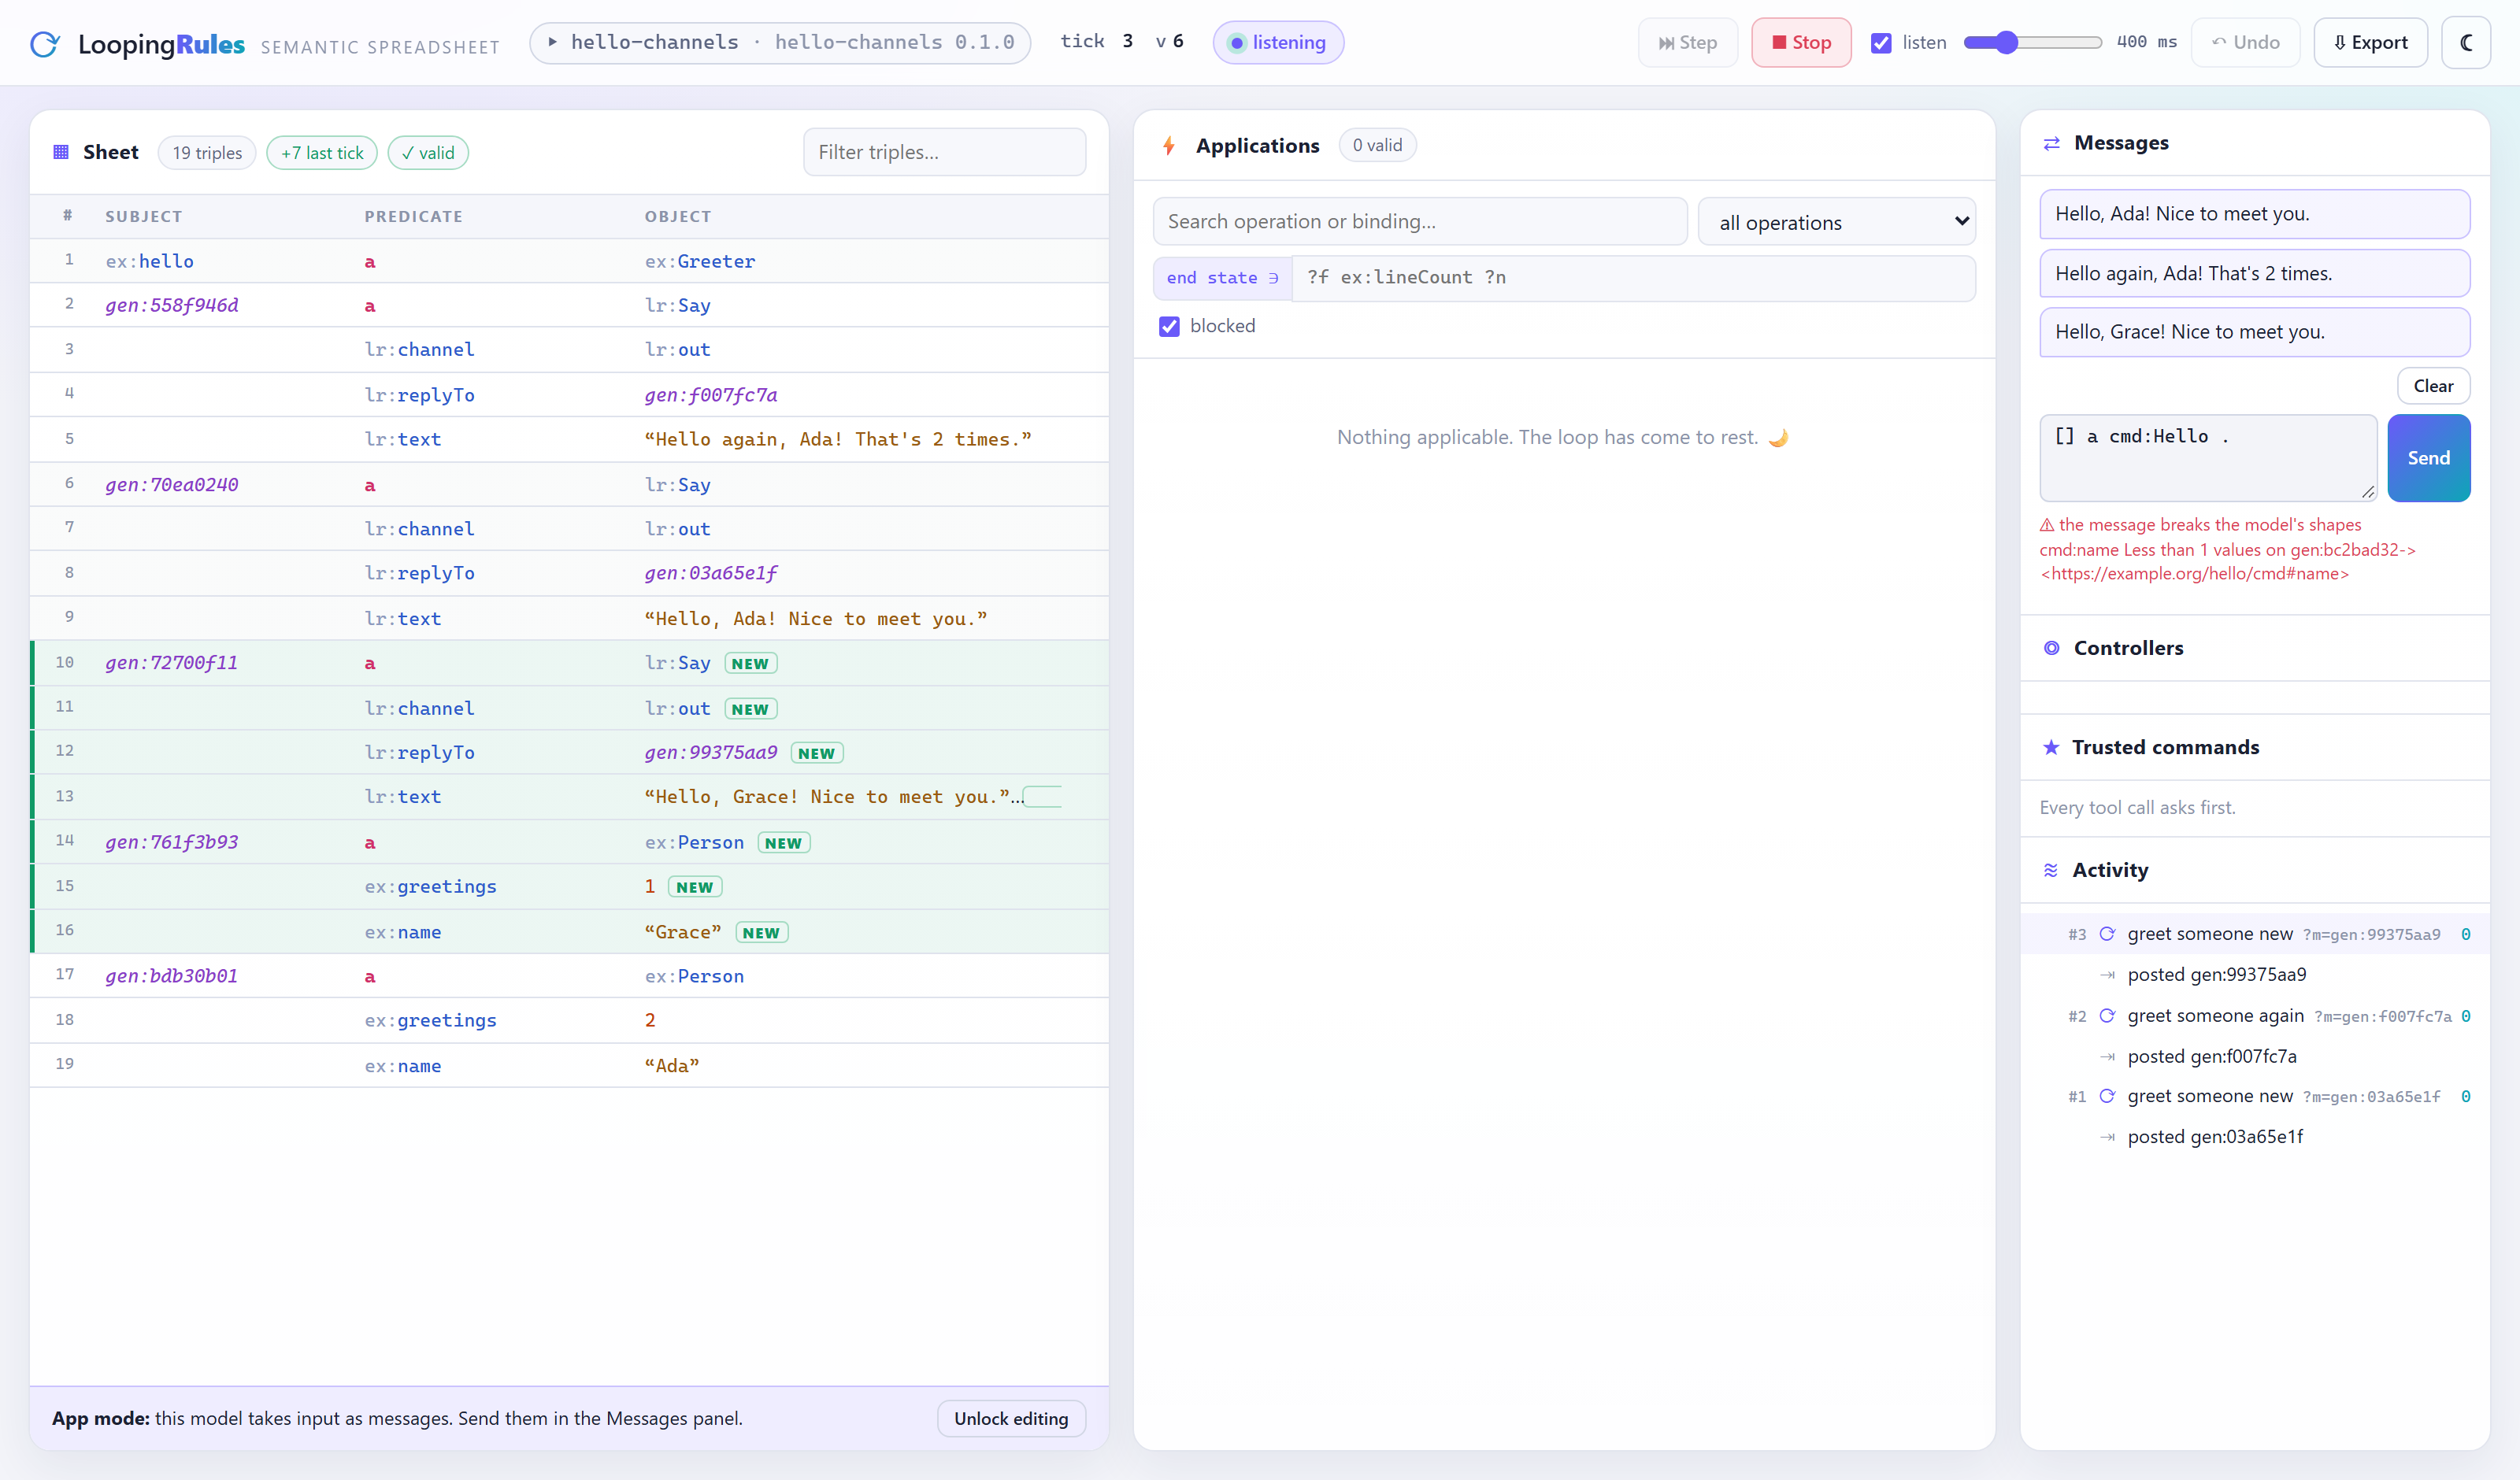 LoopingRules SEMANTIC SPREADSHEET
hello-channels · hello-channels 0.1.0
tick 3 v 6
listening
Step
Stop
listen
400 ms
Undo
Export
Sheet
19 triples
+7 last tick
✓ valid
Filter triples...
# SUBJECT PREDICATE OBJECT
1 ex:hello a ex:Greeter
2 gen:558f946d a lr:Say
3 lr:channel lr:out
4 lr:replyTo gen:f007fc7a
5 lr:text “Hello again, Ada! That's 2 times.”
6 gen:70ea0240 a lr:Say
7 lr:channel lr:out
8 lr:replyTo gen:03a65e1f
9 lr:text “Hello, Ada! Nice to meet you.”
10 gen:72700f11 a lr:Say NEW
11 lr:channel lr:out NEW
12 lr:replyTo gen:99375aa9 NEW
13 lr:text “Hello, Grace! Nice to meet you.”…
14 gen:761f3b93 a ex:Person NEW
15 ex:greetings 1 NEW
16 ex:name “Grace” NEW
17 gen:bdb30b01 a ex:Person
18 ex:greetings 2
19 ex:name “Ada”
App mode: this model takes input as messages. Send them in the Messages panel.
Unlock editing
Applications
0 valid
Search operation or binding...
all operations
end state ∋ ?f ex:lineCount ?n
blocked
Nothing applicable. The loop has come to rest. 🌙
Messages
Hello, Ada! Nice to meet you.
Hello again, Ada! That's 2 times.
Hello, Grace! Nice to meet you.
Clear
[] a cmd:Hello .
Send
⚠ the message breaks the model's shapes
cmd:name Less than 1 values on gen:bc2bad32->
<https://example.org/hello/cmd#name>
Controllers
Trusted commands
Every tool call asks first.
Activity
#3 greet someone new ?m=gen:99375aa9 0
posted gen:99375aa9
#2 greet someone again ?m=gen:f007fc7a 0
posted gen:f007fc7a
#1 greet someone new ?m=gen:03a65e1f 0
posted gen:03a65e1f